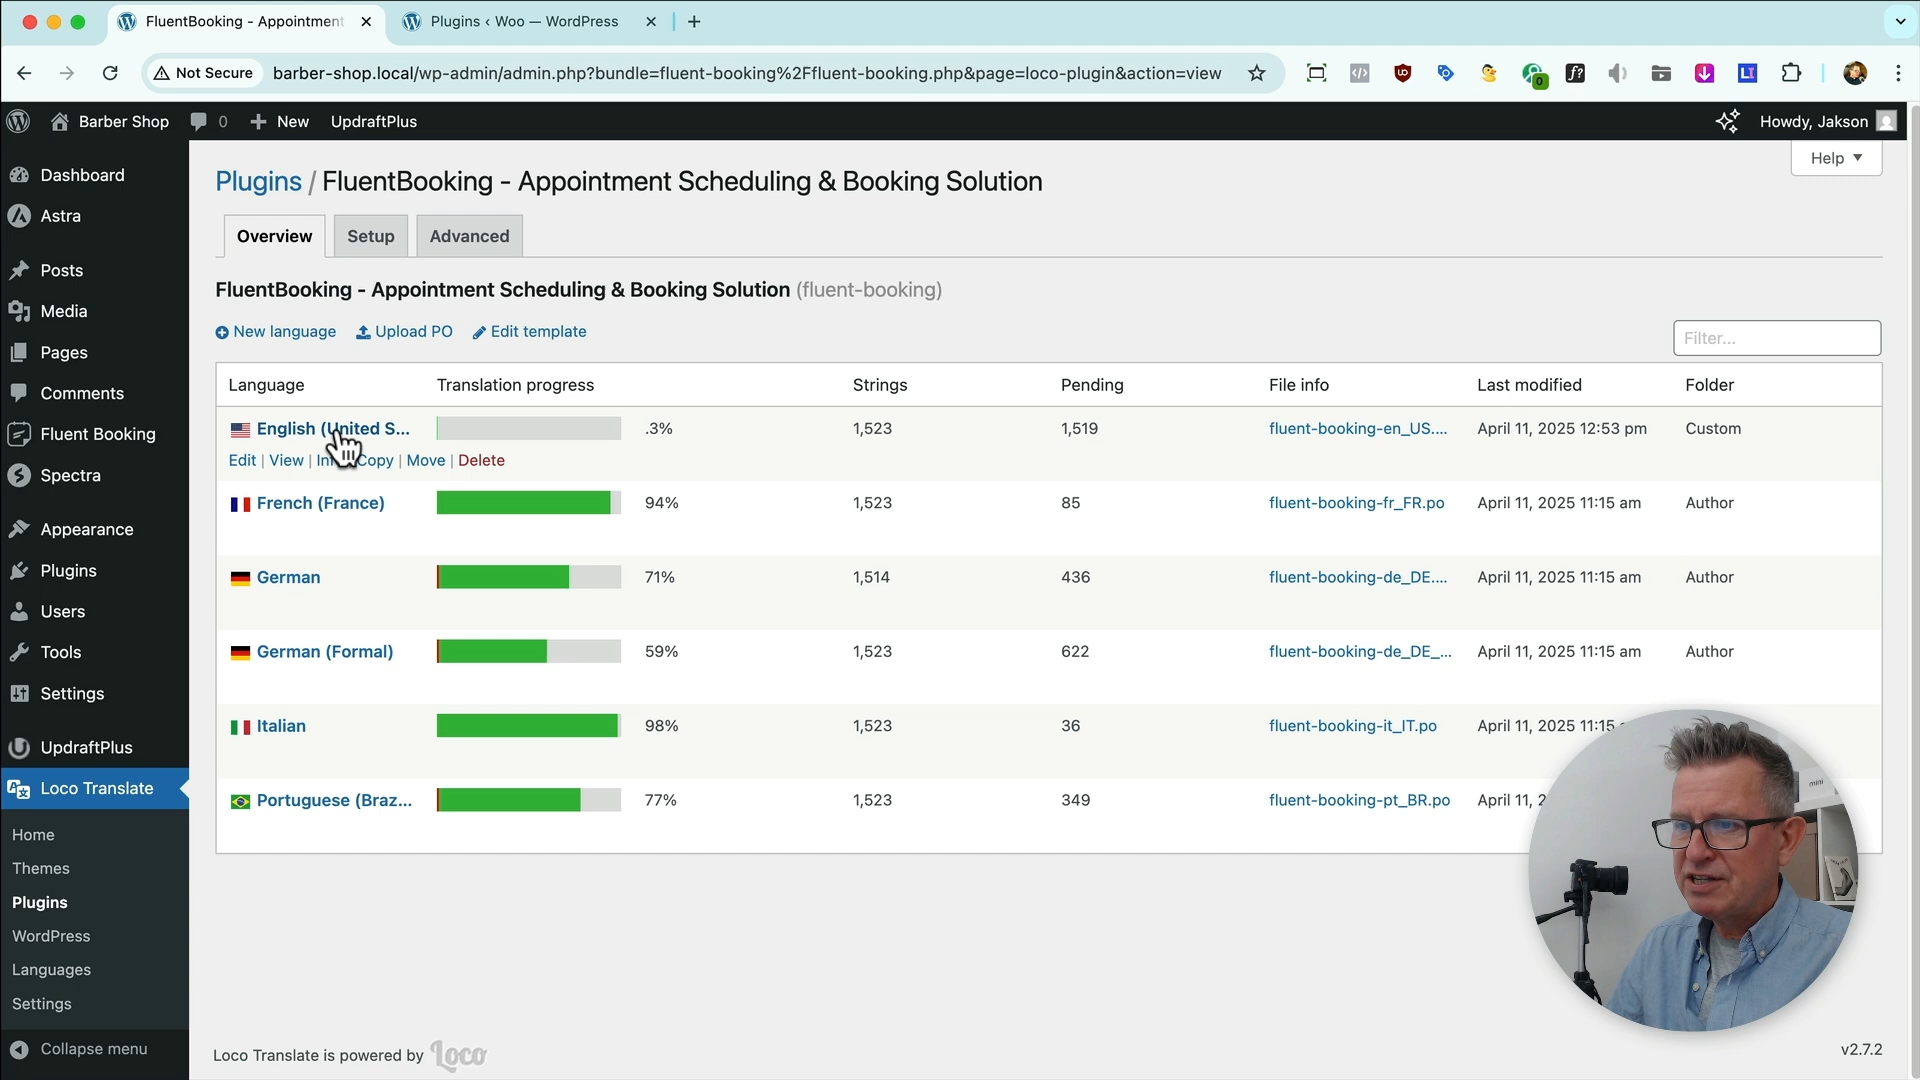 FluentBooking - Appointment
Plugins ‹ Woo — WordPress
Not Secure
barber-shop.local/wp-admin/admin.php?bundle=fluent-booking%2Ffluent-booking.php&page=loco-plugin&action=view
Barber Shop
0
New
UpdraftPlus
Howdy, Jakson
Help
Dashboard
Astra
Posts
Media
Pages
Comments
Fluent Booking
Spectra
Appearance
Plugins
Users
Tools
Settings
UpdraftPlus
Loco Translate
Home
Themes
Plugins
WordPress
Languages
Settings
Collapse menu
Plugins / FluentBooking - Appointment Scheduling & Booking Solution
Overview
Setup
Advanced
FluentBooking - Appointment Scheduling & Booking Solution (fluent-booking)
New language
Upload PO
Edit template
Filter...
Language Translation progress Strings Pending File info Last modified Folder
English (United S... .3% 1,523 1,519 fluent-booking-en_US.... April 11, 2025 12:53 pm Custom
Edit | View | Copy | Move | Delete
French (France) 94% 1,523 85 fluent-booking-fr_FR.po April 11, 2025 11:15 am Author
German 71% 1,514 436 fluent-booking-de_DE.... April 11, 2025 11:15 am Author
German (Formal) 59% 1,523 622 fluent-booking-de_DE_... April 11, 2025 11:15 am Author
Italian 98% 1,523 36 fluent-booking-it_IT.po April 11, 2025 11:15
Portuguese (Braz... 77% 1,523 349 fluent-booking-pt_BR.po April 11, 2
Loco Translate is powered by Loco
v2.7.2
mini